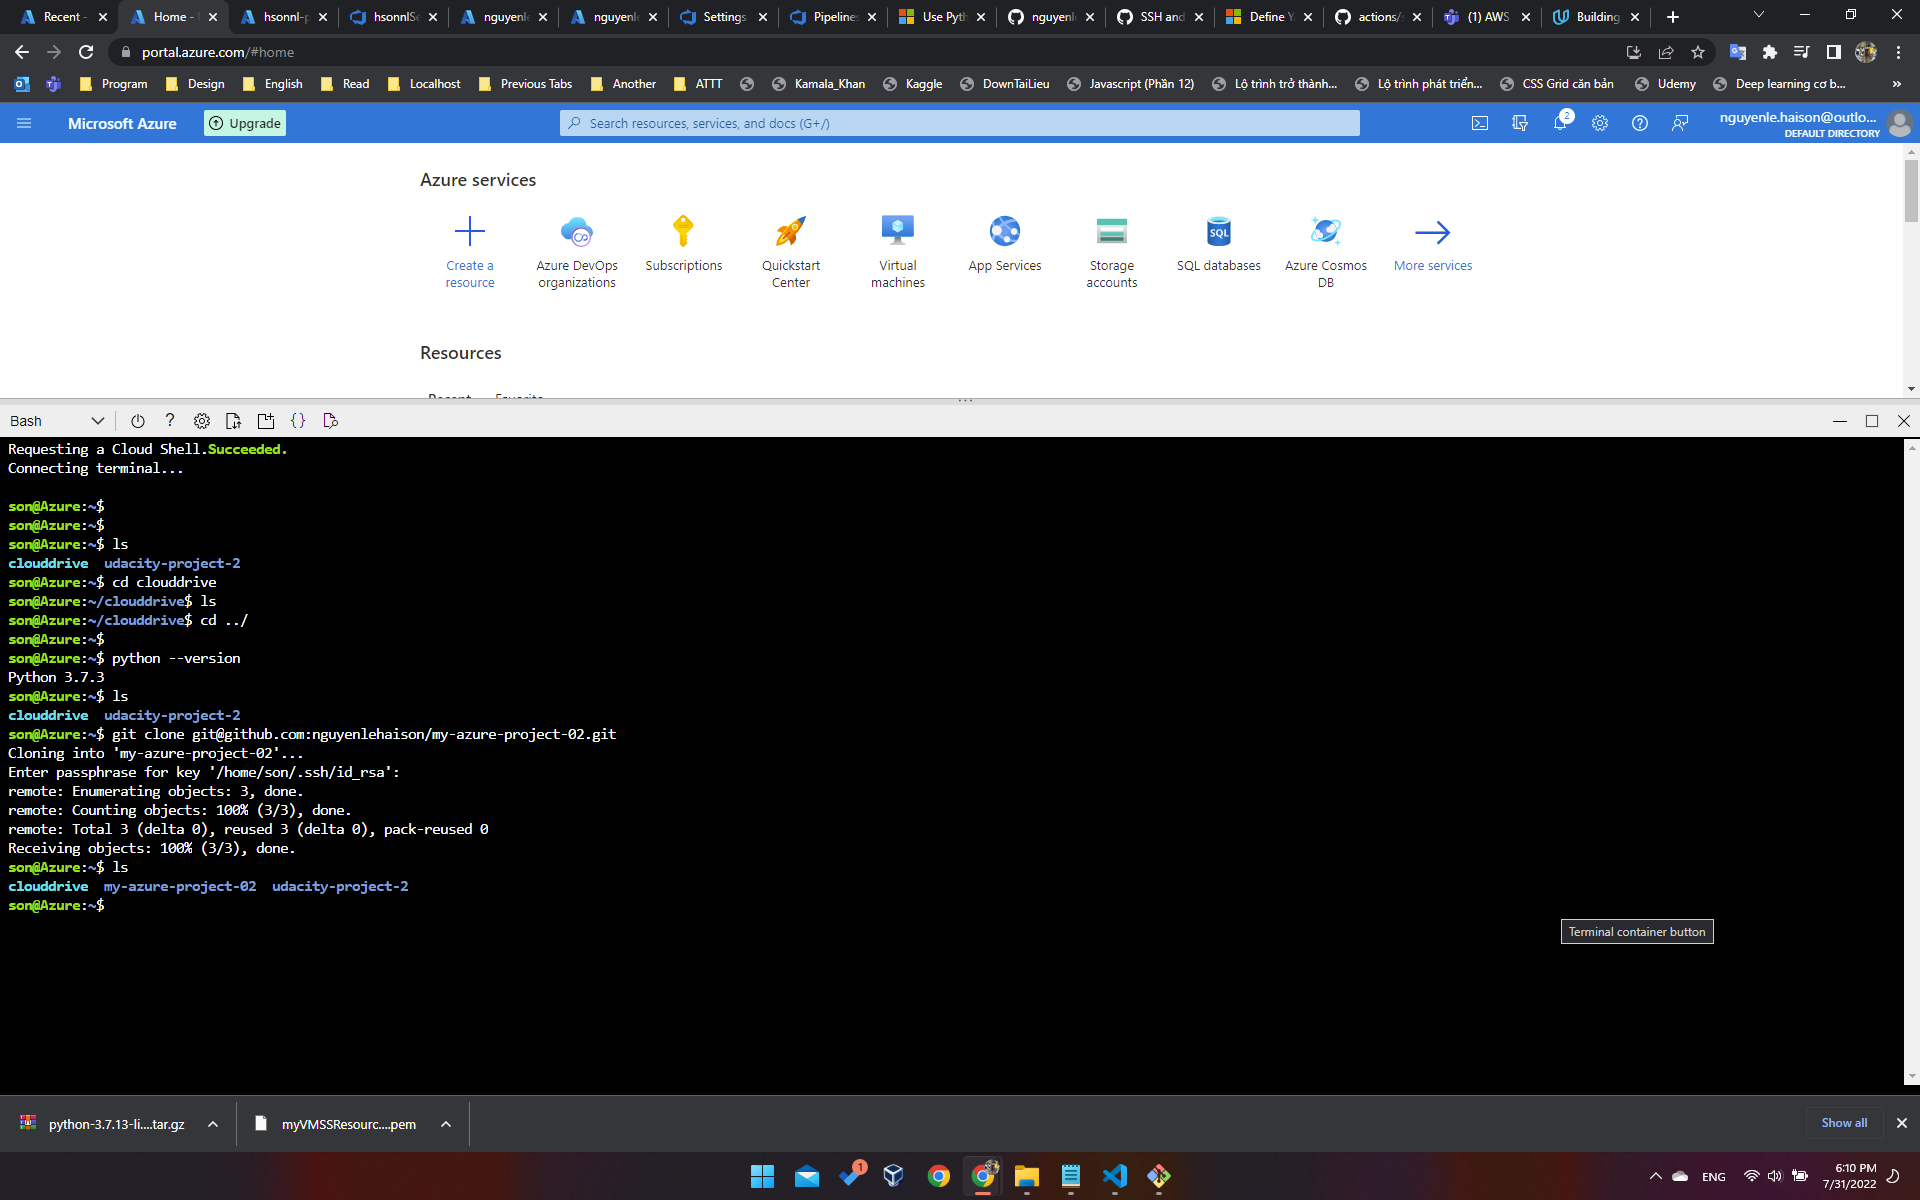 Recent -
Home -
hsonnl-p
hsonnlSe
nguyenle
nguyenle
Settings
Pipelines
Use Pyth
nguyenl
SSH and
Define Y
actions/
(1) AWS
Building
portal.azure.com/#home
Program
Design
English
Read
Localhost
Previous Tabs
Another
ATTT
Kamala_Khan
Kaggle
DownTaiLieu
Javascript (Phần 12)
Lộ trình trở thành...
Lộ trình phát triển...
CSS Grid căn bản
Udemy
Deep learning cơ b...
»
Microsoft Azure
Upgrade
Search resources, services, and docs (G+/)
2
nguyenle.haison@outlo...
DEFAULT DIRECTORY
Azure services
Create a
resource
Azure DevOps
organizations
Subscriptions
Quickstart
Center
Virtual
machines
App Services
Storage
accounts
SQL
SQL databases
Azure Cosmos
DB
More services
Resources
Recent Favorite
Bash
Requesting a Cloud Shell.Succeeded.
Connecting terminal...
son@Azure:~$
son@Azure:~$
son@Azure:~$ ls
clouddrive udacity-project-2
son@Azure:~$ cd clouddrive
son@Azure:~/clouddrive$ ls
son@Azure:~/clouddrive$ cd ../
son@Azure:~$
son@Azure:~$ python --version
Python 3.7.3
son@Azure:~$ ls
clouddrive udacity-project-2
son@Azure:~$ git clone git@github.com:nguyenlehaison/my-azure-project-02.git
Cloning into 'my-azure-project-02'...
Enter passphrase for key '/home/son/.ssh/id_rsa':
remote: Enumerating objects: 3, done.
remote: Counting objects: 100% (3/3), done.
remote: Total 3 (delta 0), reused 3 (delta 0), pack-reused 0
Receiving objects: 100% (3/3), done.
son@Azure:~$ ls
clouddrive my-azure-project-02 udacity-project-2
son@Azure:~$
Terminal container button
python-3.7.13-li....tar.gz
myVMSSResourc....pem
Show all
1
ENG
6:10 PM
7/31/2022